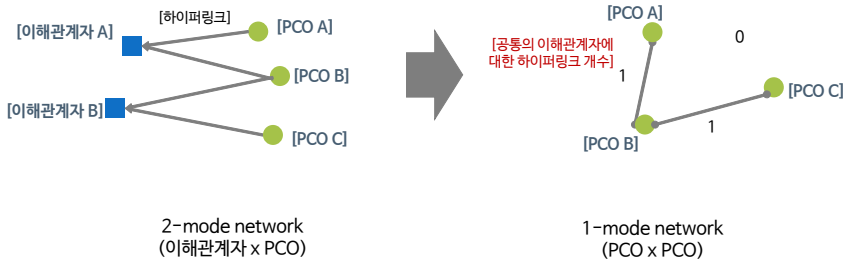 [하이퍼링크]
[이해관계자 A]
[PCO A]
[PCO B]
[이해관계자 B]
[PCO C]
2-mode network
(이해관계자 x PCO)
[PCO A]
[공통의 이해관계자에
대한 하이퍼링크 개수]
0
1
[PCO C]
1
[PCO B]
1-mode network
(PCO x PCO)